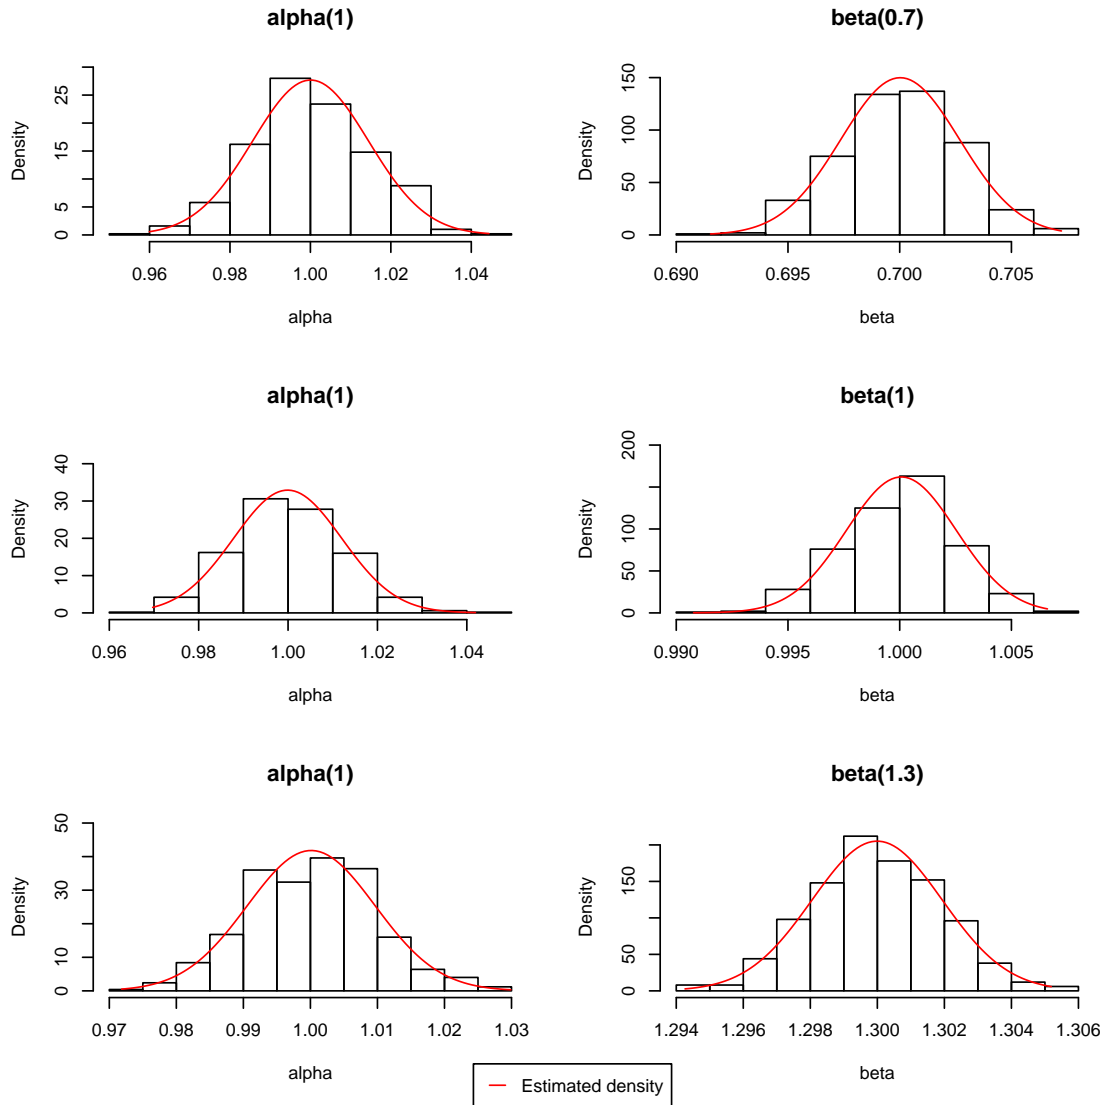 alpha(1)
Density
5
15
25
0.96 0.98 1.00 1.02 1.04
alpha
beta(0.7)
Density
0
50
100
150
0.690 0.695 0.700 0.705
beta
alpha(1)
Density
0
10
20
30
40
0.96 0.98 1.00 1.02 1.04
alpha
beta(1)
Density
0
50
100
200
0.990 0.995 1.000 1.005
beta
alpha(1)
Density
0
10
30
50
0.97 0.98 0.99 1.00 1.01 1.02 1.03
alpha
beta(1.3)
Density
0
50
150
1.294 1.296 1.298 1.300 1.302 1.304 1.306
beta
Estimated density